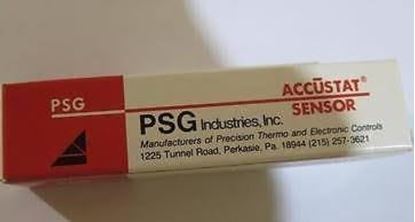 PSG
ACCŪSTAT®
SENSOR
PSG Industries, Inc.
Manufacturers of Precision Thermo and Electronic Controls
1225 Tunnel Road, Perkasie, Pa. 18944 (215) 257-3621